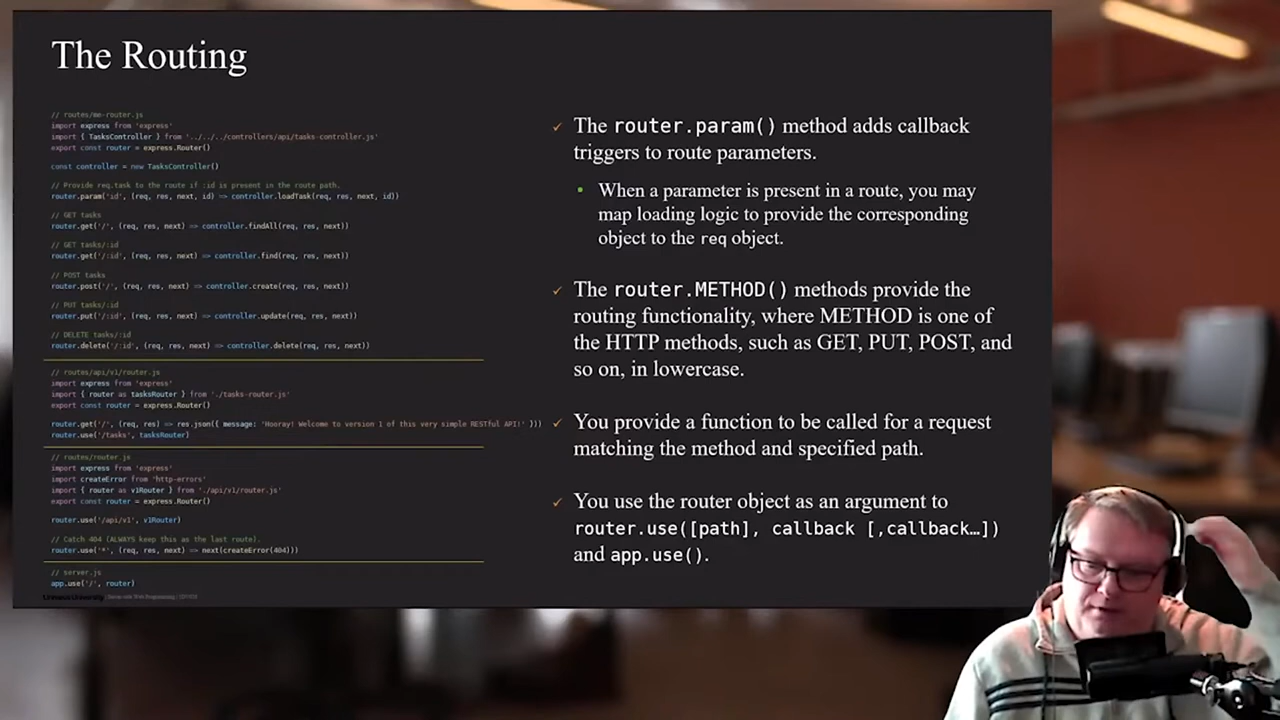 The Routing
// routes/me-router.js
import express from 'express'
import { TasksController } from '../../../controllers/api/tasks-controller.js'
export const router = express.Router()
const controller = new TasksController()
// Provide req.task to the route if :id is present in the route path.
router.param('id', (req, res, next, id) => controller.loadTask(req, res, next, id))
// GET tasks
router.get('/', (req, res, next) => controller.findAll(req, res, next))
// GET tasks/:id
router.get('/:id', (req, res, next) => controller.find(req, res, next))
// POST tasks
router.post('/', (req, res, next) => controller.create(req, res, next))
// PUT tasks/:id
router.put('/:id', (req, res, next) => controller.update(req, res, next))
// DELETE tasks/:id
router.delete('/:id', (req, res, next) => controller.delete(req, res, next))
// routes/api/v1/router.js
import express from 'express'
import { router as tasksRouter } from './tasks-router.js'
export const router = express.Router()
router.get('/', (req, res) => res.json({ message: 'Hooray! Welcome to version 1 of this very simple RESTful API!' }))
router.use('/tasks', tasksRouter)
// routes/router.js
import express from 'express'
import createError from 'http-errors'
import { router as v1Router } from './api/v1/router.js'
export const router = express.Router()
router.use('/api/v1', v1Router)
// Catch 404 (ALWAYS keep this as the last route).
router.use('*', (req, res, next) => next(createError(404)))
// server.js
app.use('/', router)
✓ The router.param() method adds callback
triggers to route parameters.
• When a parameter is present in a route, you may
map loading logic to provide the corresponding
object to the req object.
✓ The router.METHOD() methods provide the
routing functionality, where METHOD is one of
the HTTP methods, such as GET, PUT, POST, and
so on, in lowercase.
✓ You provide a function to be called for a request
matching the method and specified path.
✓ You use the router object as an argument to
router.use([path], callback [,callback…])
and app.use().
Linnaeus University | Server-side Web Programming |